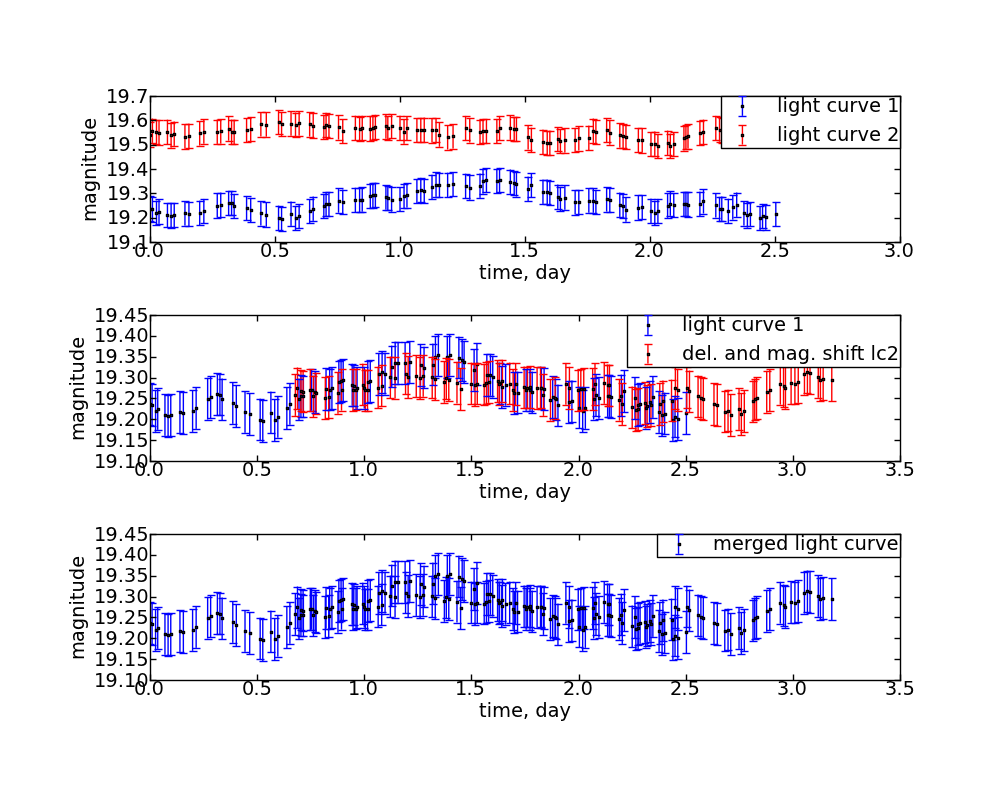 19.7
19.6
19.5
19.4
19.3
19.2
19.1
magnitude
light curve 1
light curve 2
0.0 0.5 1.0 1.5 2.0 2.5 3.0
time, day
19.45
19.40
19.35
19.30
19.25
19.20
19.15
19.10
magnitude
light curve 1
del. and mag. shift lc2
0.0 0.5 1.0 1.5 2.0 2.5 3.0 3.5
time, day
19.45
19.40
19.35
19.30
19.25
19.20
19.15
19.10
magnitude
merged light curve
0.0 0.5 1.0 1.5 2.0 2.5 3.0 3.5
time, day